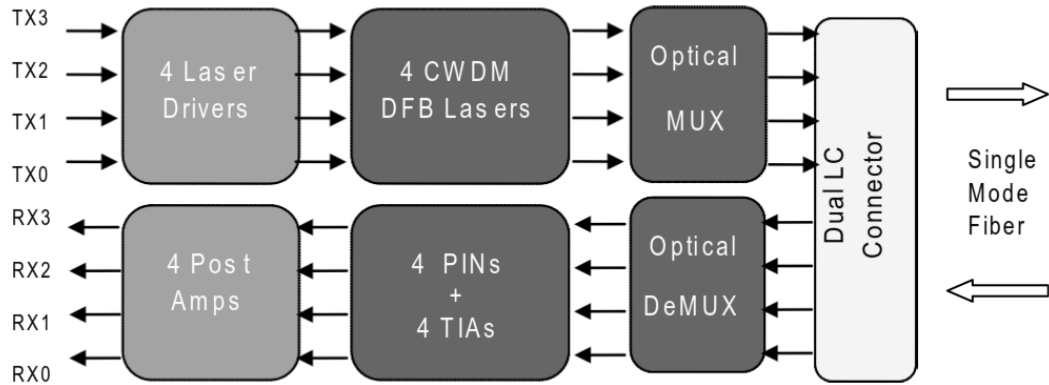 TX3
TX2
TX1
TX0
4 Laser
Drivers
4 CWDM
DFB Lasers
Optical
MUX
RX3
RX2
RX1
RX0
4 Post
Amps
4 PINs
+
4 TIAs
Optical
DeMUX
Dual LC
Connector
Single
Mode
Fiber